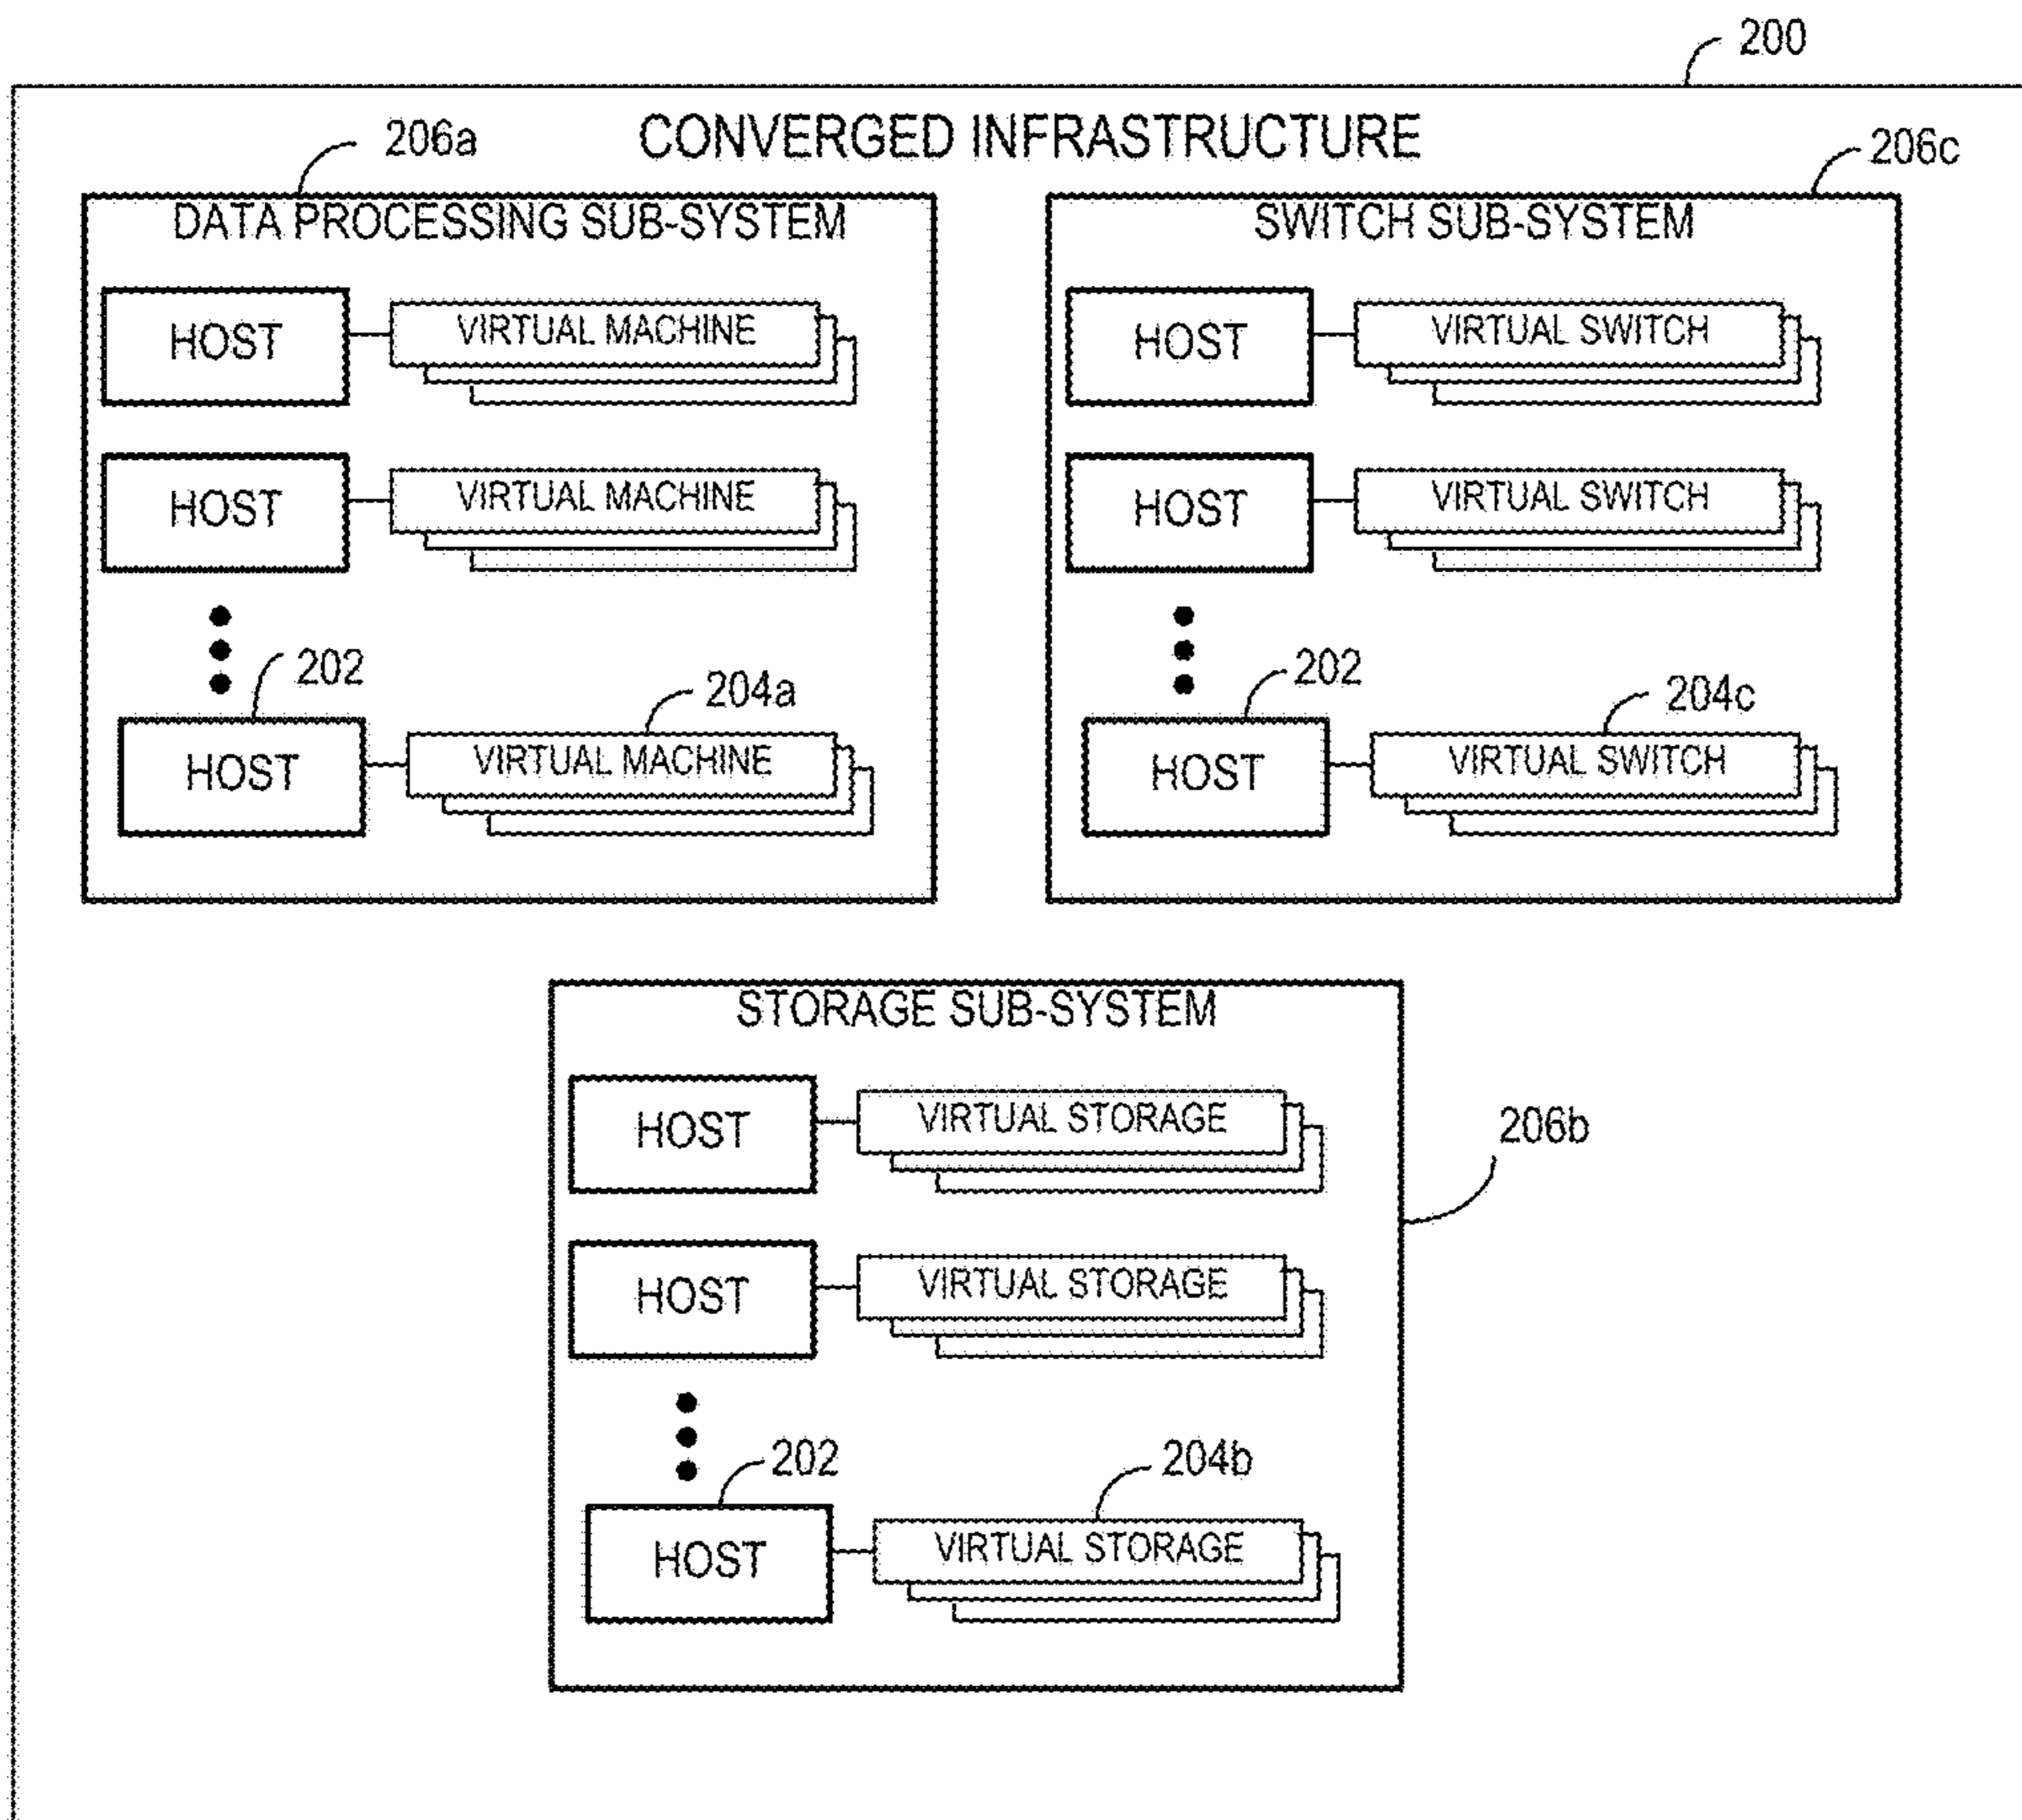 200
CONVERGED INFRASTRUCTURE
206a
206c
DATA PROCESSING SUB-SYSTEM
HOST
VIRTUAL MACHINE
HOST
VIRTUAL MACHINE
202
204a
HOST
VIRTUAL MACHINE
SWITCH SUB-SYSTEM
HOST
VIRTUAL SWITCH
HOST
VIRTUAL SWITCH
202
204c
HOST
VIRTUAL SWITCH
STORAGE SUB-SYSTEM
206b
HOST
VIRTUAL STORAGE
HOST
VIRTUAL STORAGE
202
204b
HOST
VIRTUAL STORAGE